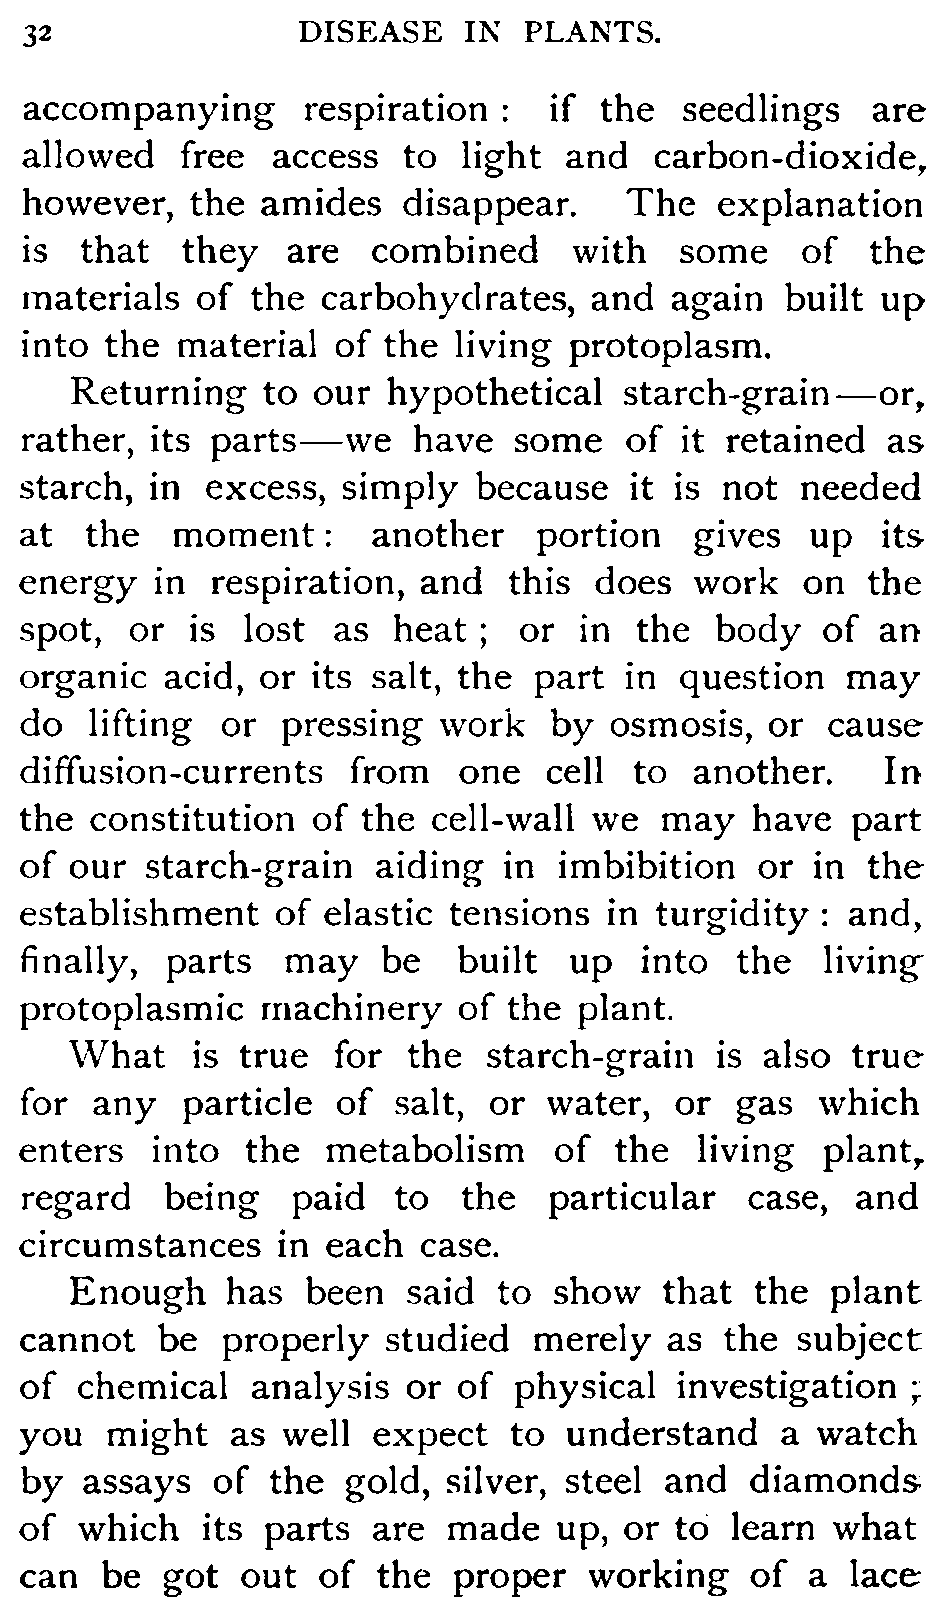 32 DISEASE IN PLANTS.
accompanying respiration : if the seedlings are
allowed free access to light and carbon-dioxide,
however, the amides disappear. The explanation
is that they are combined with some of the
materials of the carbohydrates, and again built up
into the material of the living protoplasm.
Returning to our hypothetical starch-grain—or,
rather, its parts—we have some of it retained as
starch, in excess, simply because it is not needed
at the moment : another portion gives up its
energy in respiration, and this does work on the
spot, or is lost as heat ; or in the body of an
organic acid, or its salt, the part in question may
do lifting or pressing work by osmosis, or cause
diffusion-currents from one cell to another. In
the constitution of the cell-wall we may have part
of our starch-grain aiding in imbibition or in the
establishment of elastic tensions in turgidity : and,
finally, parts may be built up into the living
protoplasmic machinery of the plant.
What is true for the starch-grain is also true
for any particle of salt, or water, or gas which
enters into the metabolism of the living plant,
regard being paid to the particular case, and
circumstances in each case.
Enough has been said to show that the plant
cannot be properly studied merely as the subject
of chemical analysis or of physical investigation ;
you might as well expect to understand a watch
by assays of the gold, silver, steel and diamonds
of which its parts are made up, or to learn what
can be got out of the proper working of a lace